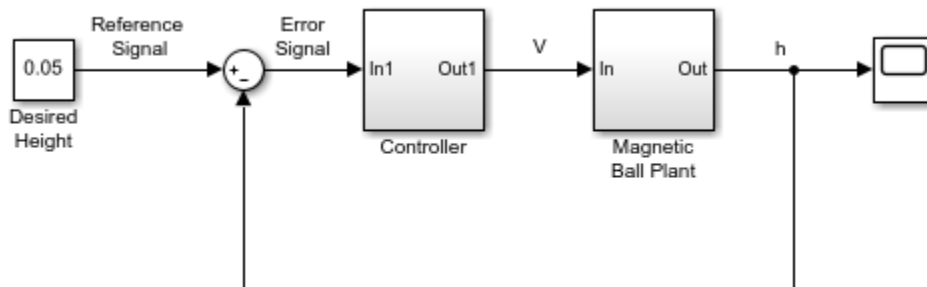 Reference
Signal
Error
Signal
0.05
+
−
In1
Out1
V
In
Out
h
Desired
Height
Controller
Magnetic
Ball Plant